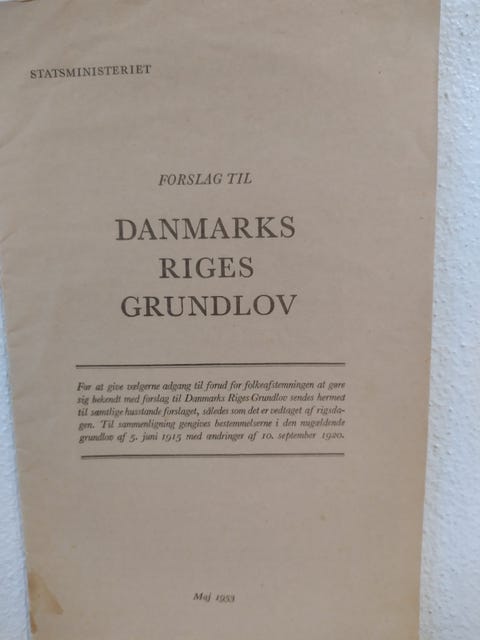 STATSMINISTERIET
FORSLAG TIL
DANMARKS
RIGES
GRUNDLOV
For at give vælgerne adgang til forud for folkeafstemningen at gøre
sig bekendt med forslag til Danmarks Riges Grundlov sendes hermed
til samtlige husstande forslaget, således som det er vedtaget af rigsda-
gen. Til sammenligning gengives bestemmelserne i den nugældende
grundlov af 5. juni 1915 med ændringer af 10. september 1920.
Maj 1953